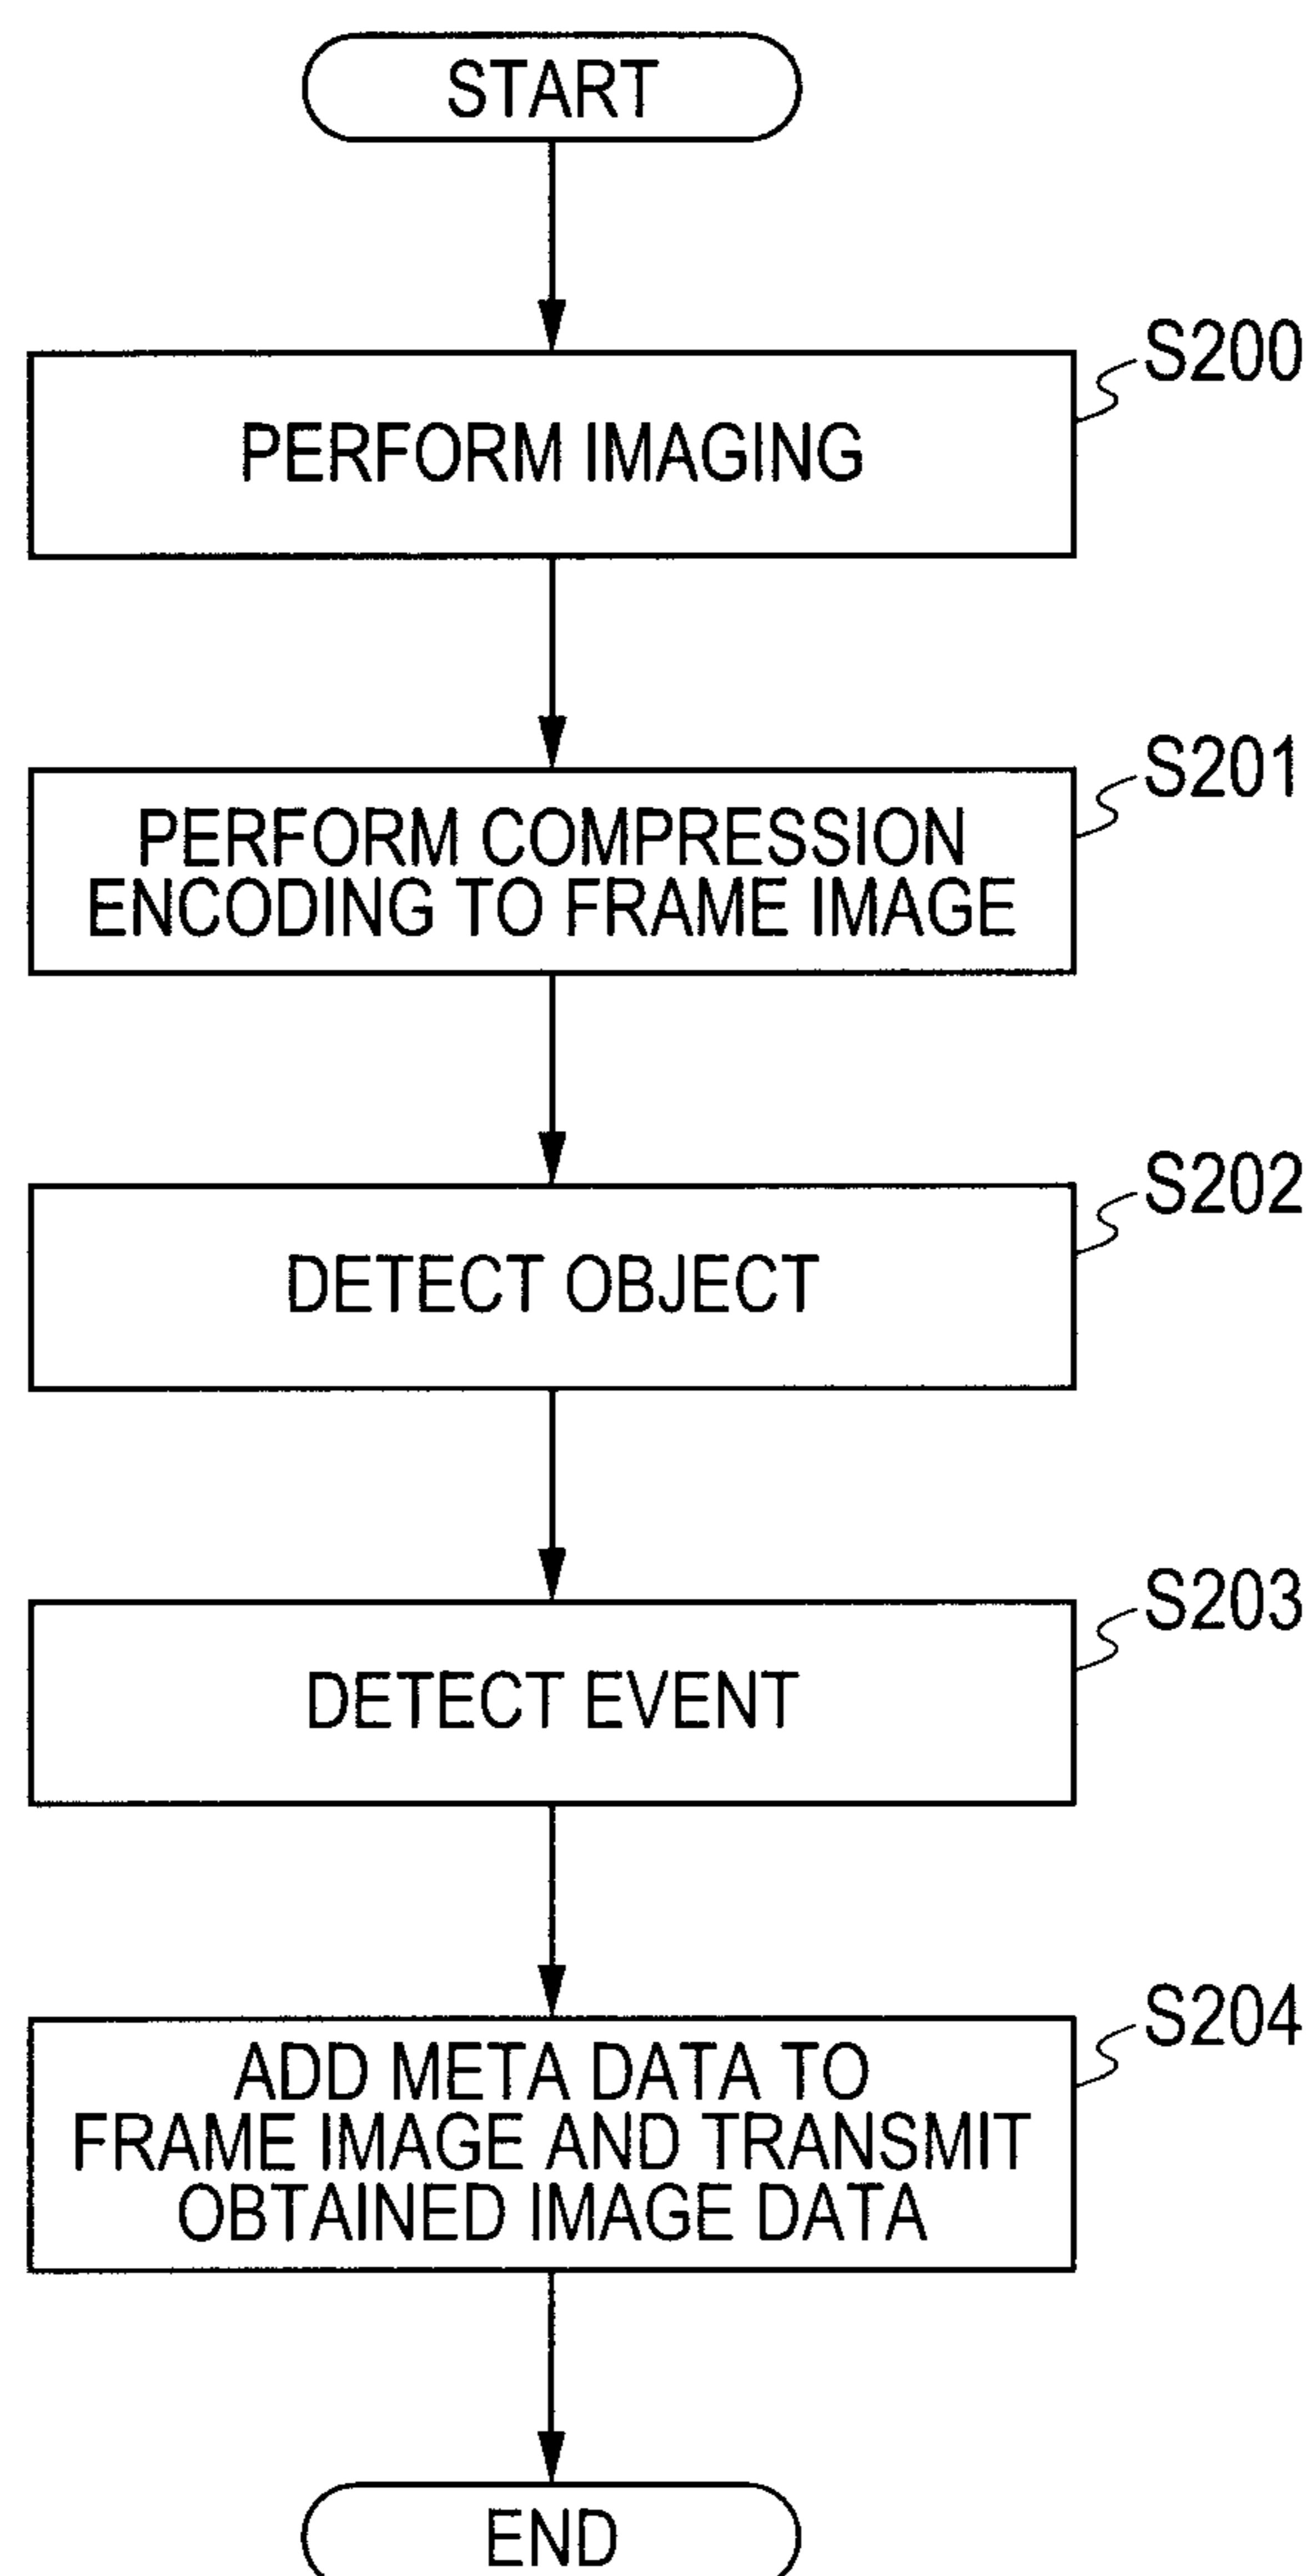 START
S200
PERFORM IMAGING
S201
PERFORM COMPRESSION
ENCODING TO FRAME IMAGE
S202
DETECT OBJECT
S203
DETECT EVENT
S204
ADD META DATA TO
FRAME IMAGE AND TRANSMIT
OBTAINED IMAGE DATA
END